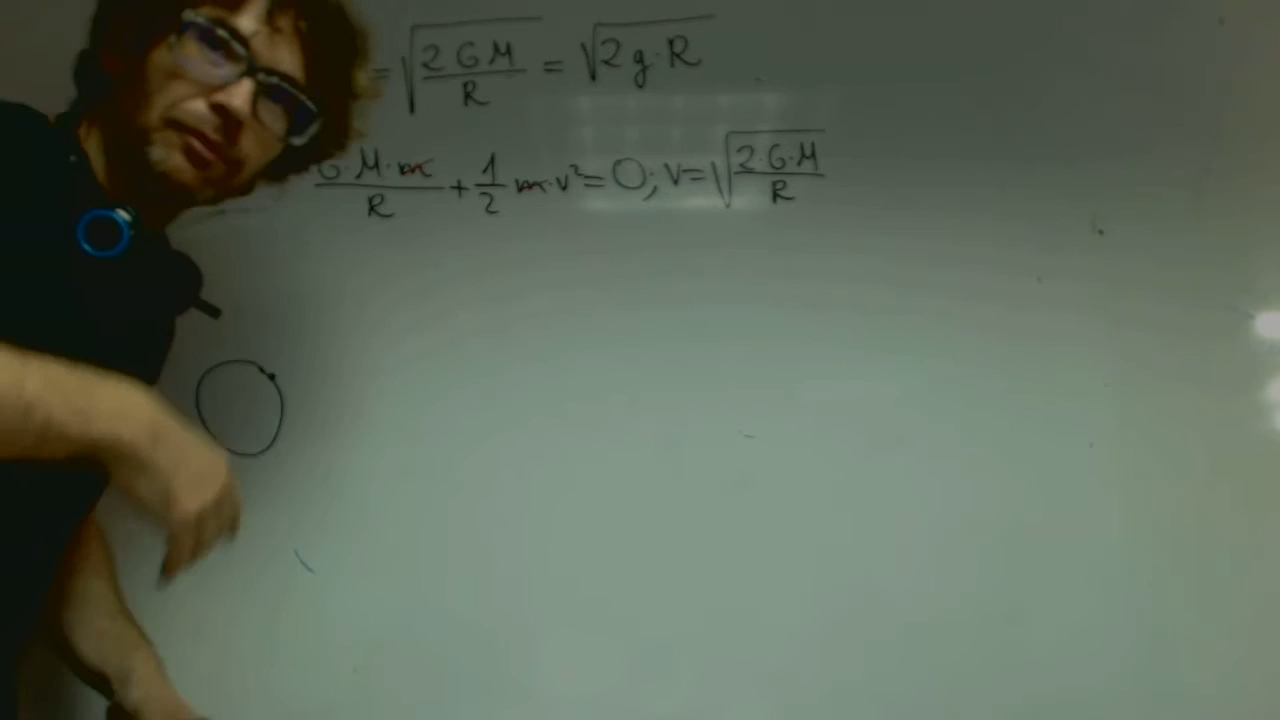 = √(2GM/R) = √(2g·R)
G·M·m/R + 1/2 m·v² = 0; v = √(2·G·M/R)